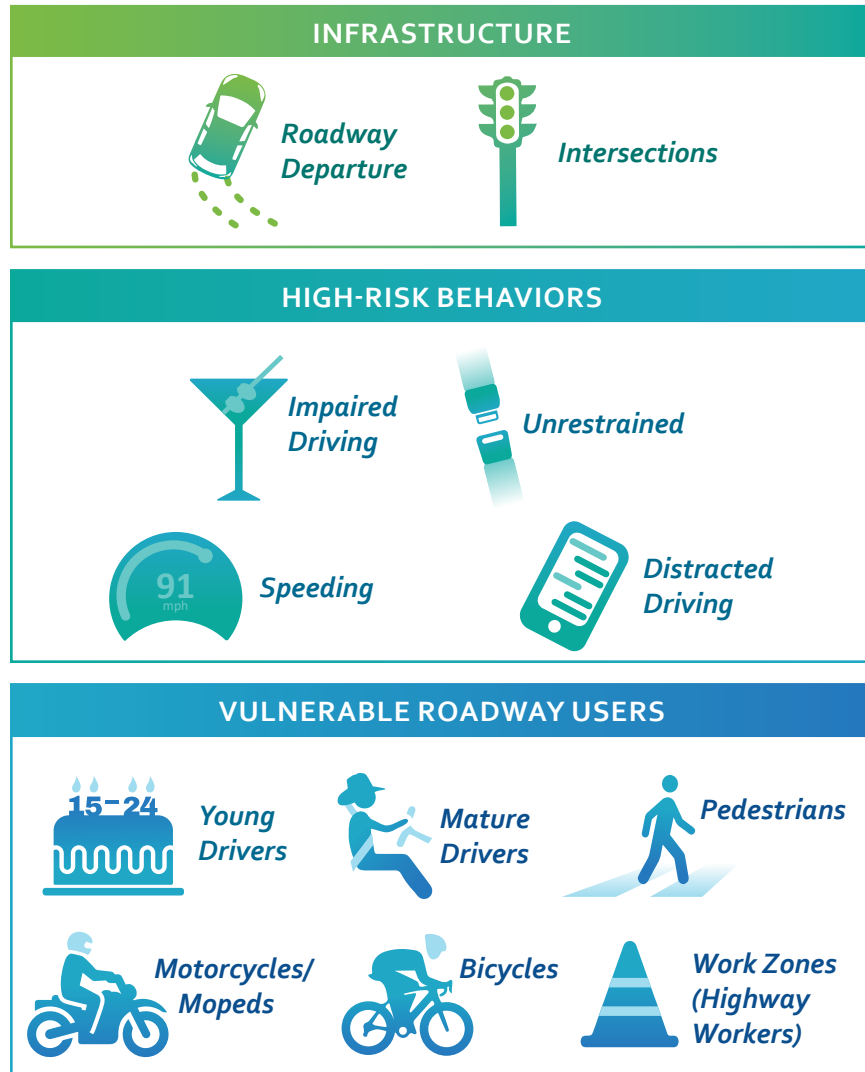 INFRASTRUCTURE
Roadway
Departure
Intersections
HIGH-RISK BEHAVIORS
Impaired
Driving
Unrestrained
91
mph
Speeding
Distracted
Driving
VULNERABLE ROADWAY USERS
15-24
Young
Drivers
Mature
Drivers
Pedestrians
Motorcycles/
Mopeds
Bicycles
Work Zones
(Highway
Workers)